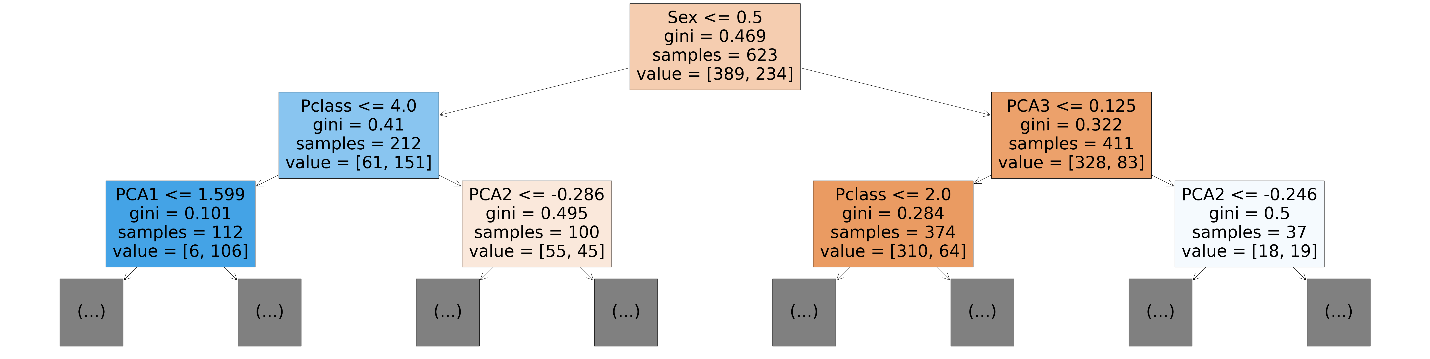 Sex <= 0.5
gini = 0.469
samples = 623
value = [389, 234]
Pclass <= 4.0
gini = 0.41
samples = 212
value = [61, 151]
PCA3 <= 0.125
gini = 0.322
samples = 411
value = [328, 83]
PCA1 <= 1.599
gini = 0.101
samples = 112
value = [6, 106]
PCA2 <= -0.286
gini = 0.495
samples = 100
value = [55, 45]
Pclass <= 2.0
gini = 0.284
samples = 374
value = [310, 64]
PCA2 <= -0.246
gini = 0.5
samples = 37
value = [18, 19]
(...)
(...)
(...)
(...)
(...)
(...)
(...)
(...)